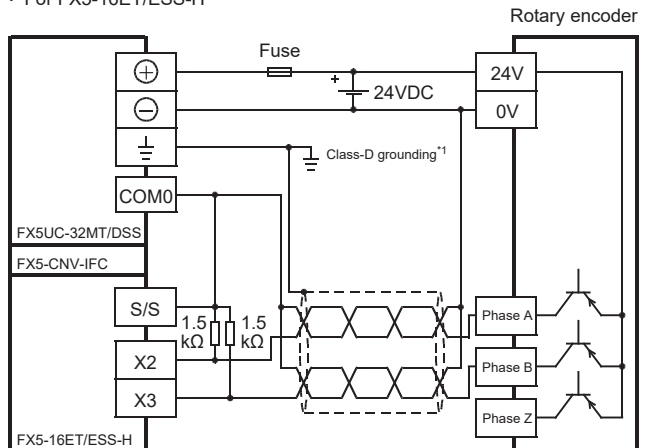 For FX5-16ET/ESS-H
Rotary encoder
Fuse
+
24VDC
24V
0V
Class-D grounding*1
COM0
FX5UC-32MT/DSS
FX5-CNV-IFC
S/S
1.5 kΩ
1.5 kΩ
X2
X3
Phase A
Phase B
Phase Z
FX5-16ET/ESS-H